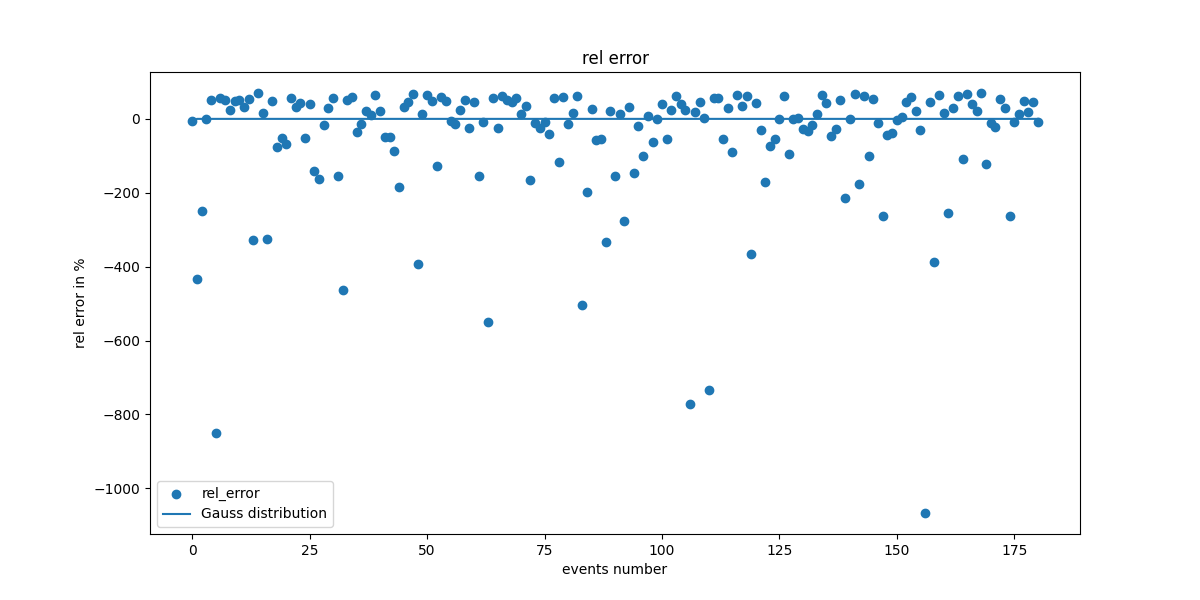 rel error
0
−200
−400
−600
−800
−1000
rel error in %
rel_error
Gauss distribution
0 25 50 75 100 125 150 175
events number